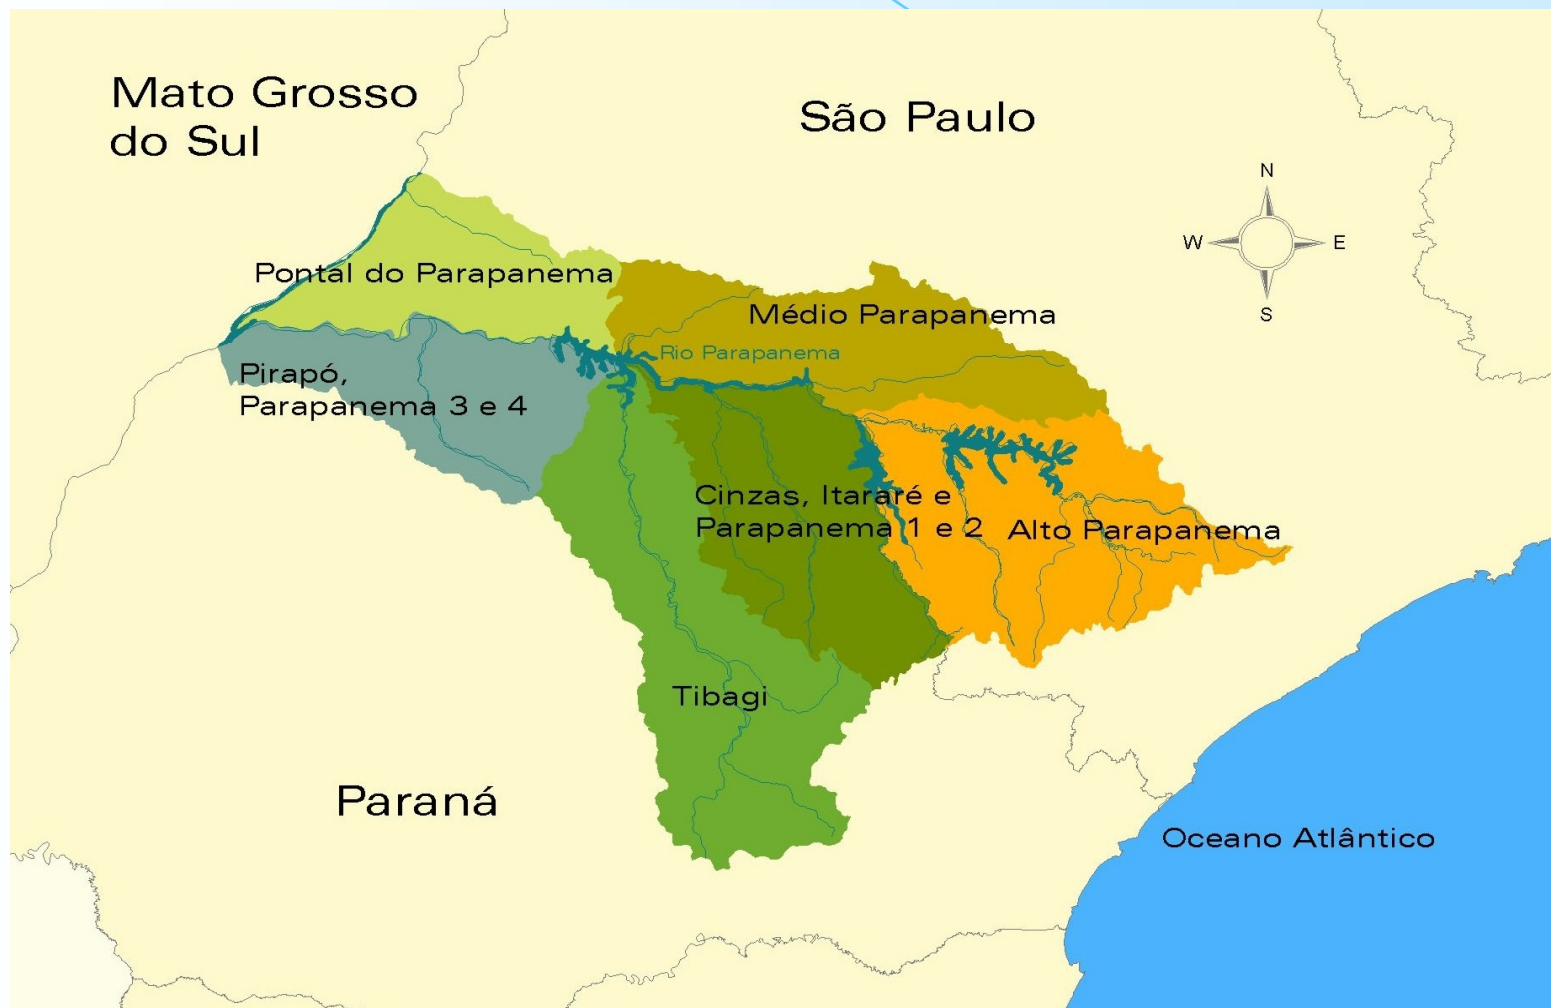 Mato Grosso
do Sul
São Paulo
N
W
E
S
Pontal do Parapanema
Médio Parapanema
Rio Parapanema
Pirapó,
Parapanema 3 e 4
Cinzas, Itararé e
Parapanema 1 e 2
Alto Parapanema
Tibagi
Paraná
Oceano Atlântico